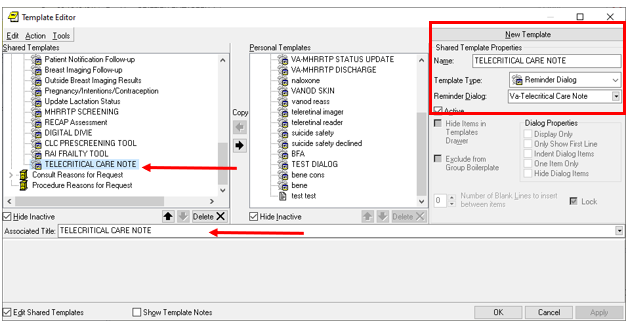 Template Editor
Edit Action Tools
New Template
Shared Templates
Patient Notification Follow-up
Breast Imaging Follow-up
Outside Breast Imaging Results
Pregnancy/Intentions/Contraception
Update Lactation Status
MHRRTP SCREENING
RECAP Assessment
DIGITAL DIVIE
CLC PRESCREENING TOOL
RAI FRAILTY TOOL
TELECRITICAL CARE NOTE
Consult Reasons for Request
Procedure Reasons for Request
Hide Inactive
Delete
Copy
Personal Templates
VA-MHRRTP STATUS UPDATE
VA-MHRRTP DISCHARGE
naloxone
VANOD SKIN
vanod reass
teleretinal imager
teleretinal reader
suicide safety
suicide safety declined
BFA
TEST DIALOG
bene cons
bene
test test
Hide Inactive
Delete
Shared Template Properties
Name: TELECRITICAL CARE NOTE
Template Type: Reminder Dialog
Reminder Dialog: Va-Telecritical Care Note
Active
Hide Items in Templates Drawer
Exclude from Group Boilerplate
Dialog Properties
Display Only
Only Show First Line
Indent Dialog Items
One Item Only
Hide Dialog Items
0 Number of Blank Lines to insert between items
Lock
Associated Title: TELECRITICAL CARE NOTE
Edit Shared Templates
Show Template Notes
OK
Cancel
Apply